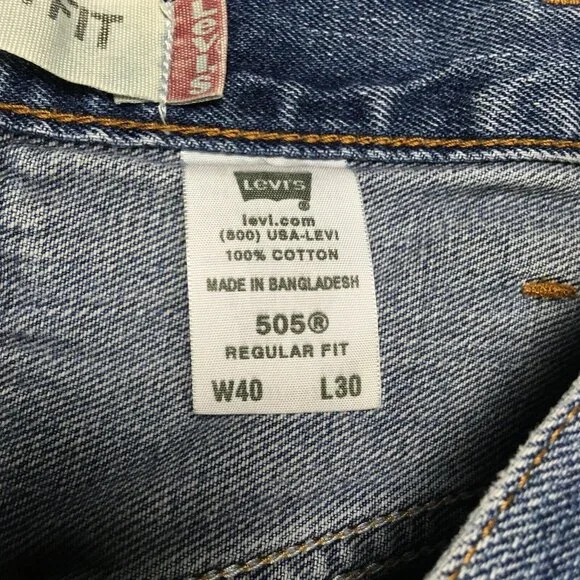 FIT
Levi's
LEVI'S
®
levi.com
(800) USA-LEVI
100% COTTON
MADE IN BANGLADESH
505®
REGULAR FIT
W40 L30